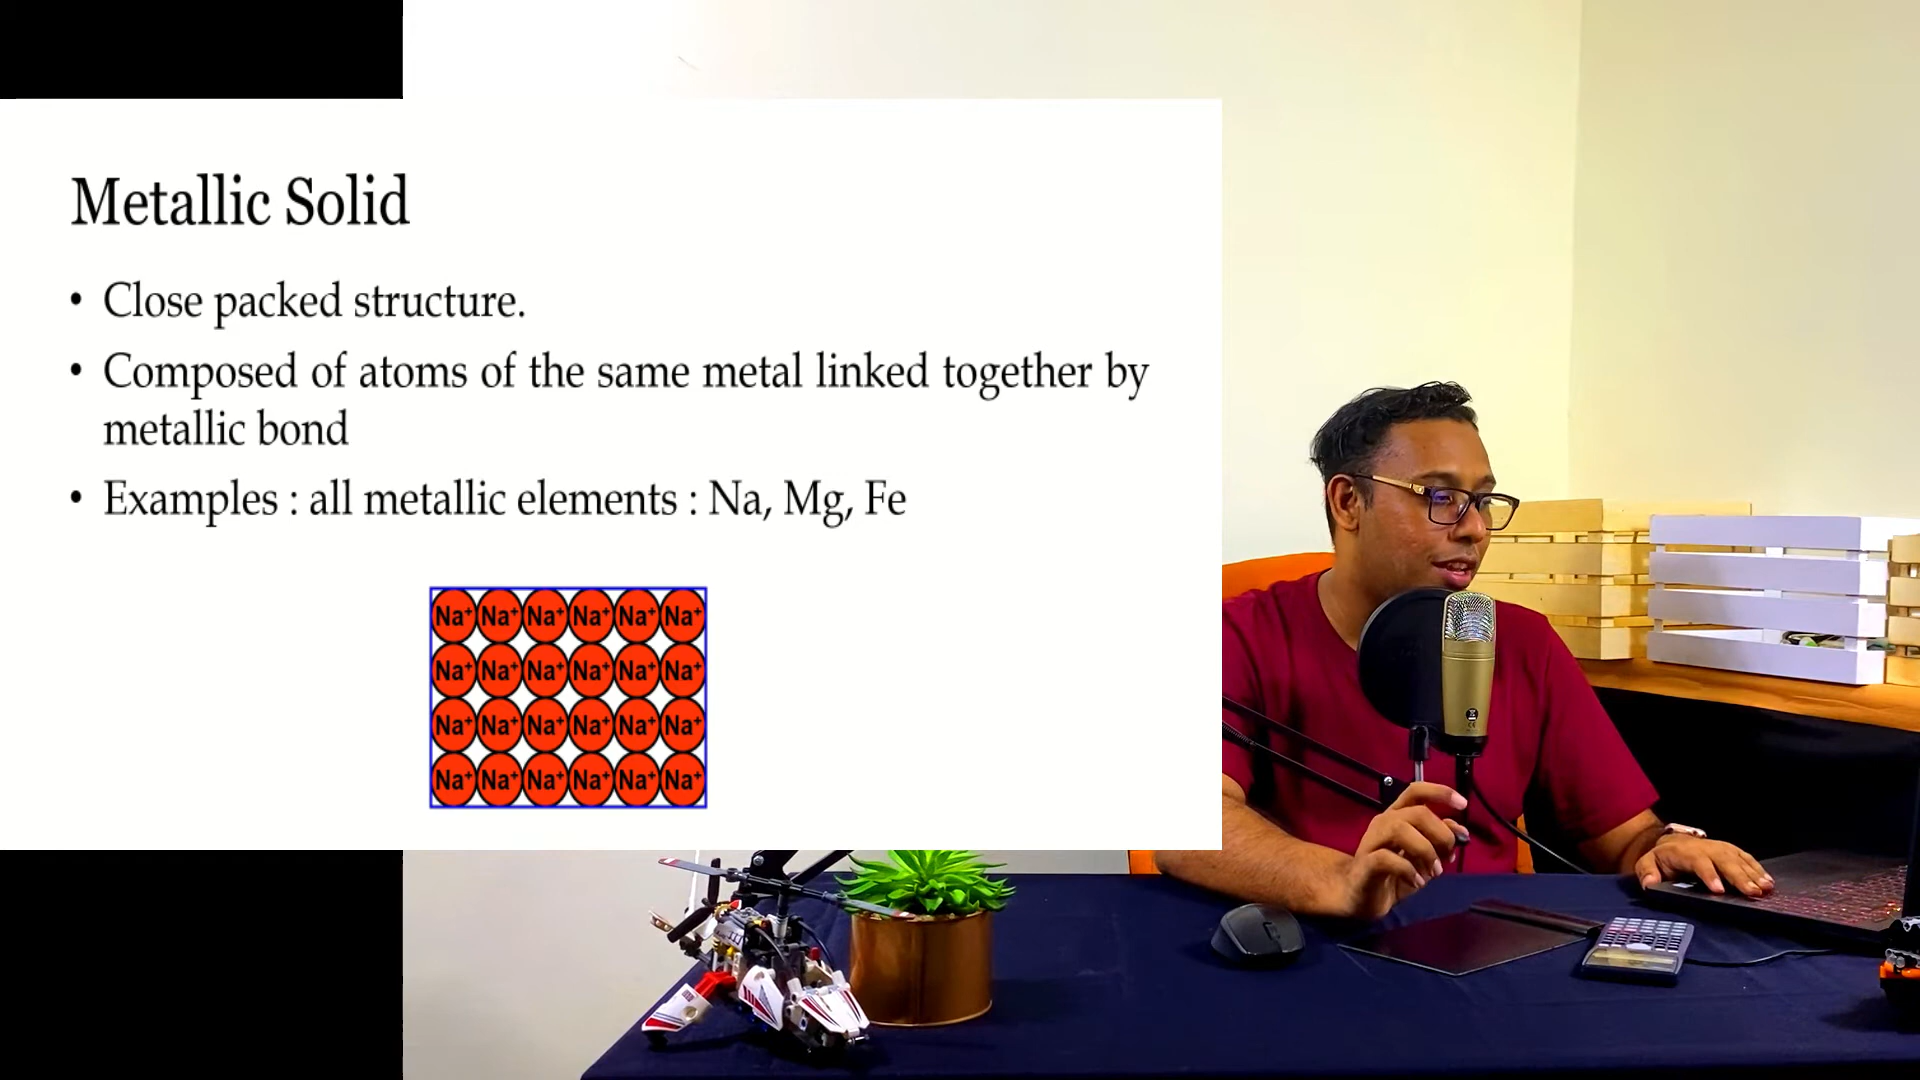 Metallic Solid
• Close packed structure.
• Composed of atoms of the same metal linked together by
metallic bond
• Examples : all metallic elements : Na, Mg, Fe
Na⁺ Na⁺ Na⁺ Na⁺ Na⁺ Na⁺
Na⁺ Na⁺ Na⁺ Na⁺ Na⁺ Na⁺
Na⁺ Na⁺ Na⁺ Na⁺ Na⁺ Na⁺
Na⁺ Na⁺ Na⁺ Na⁺ Na⁺ Na⁺